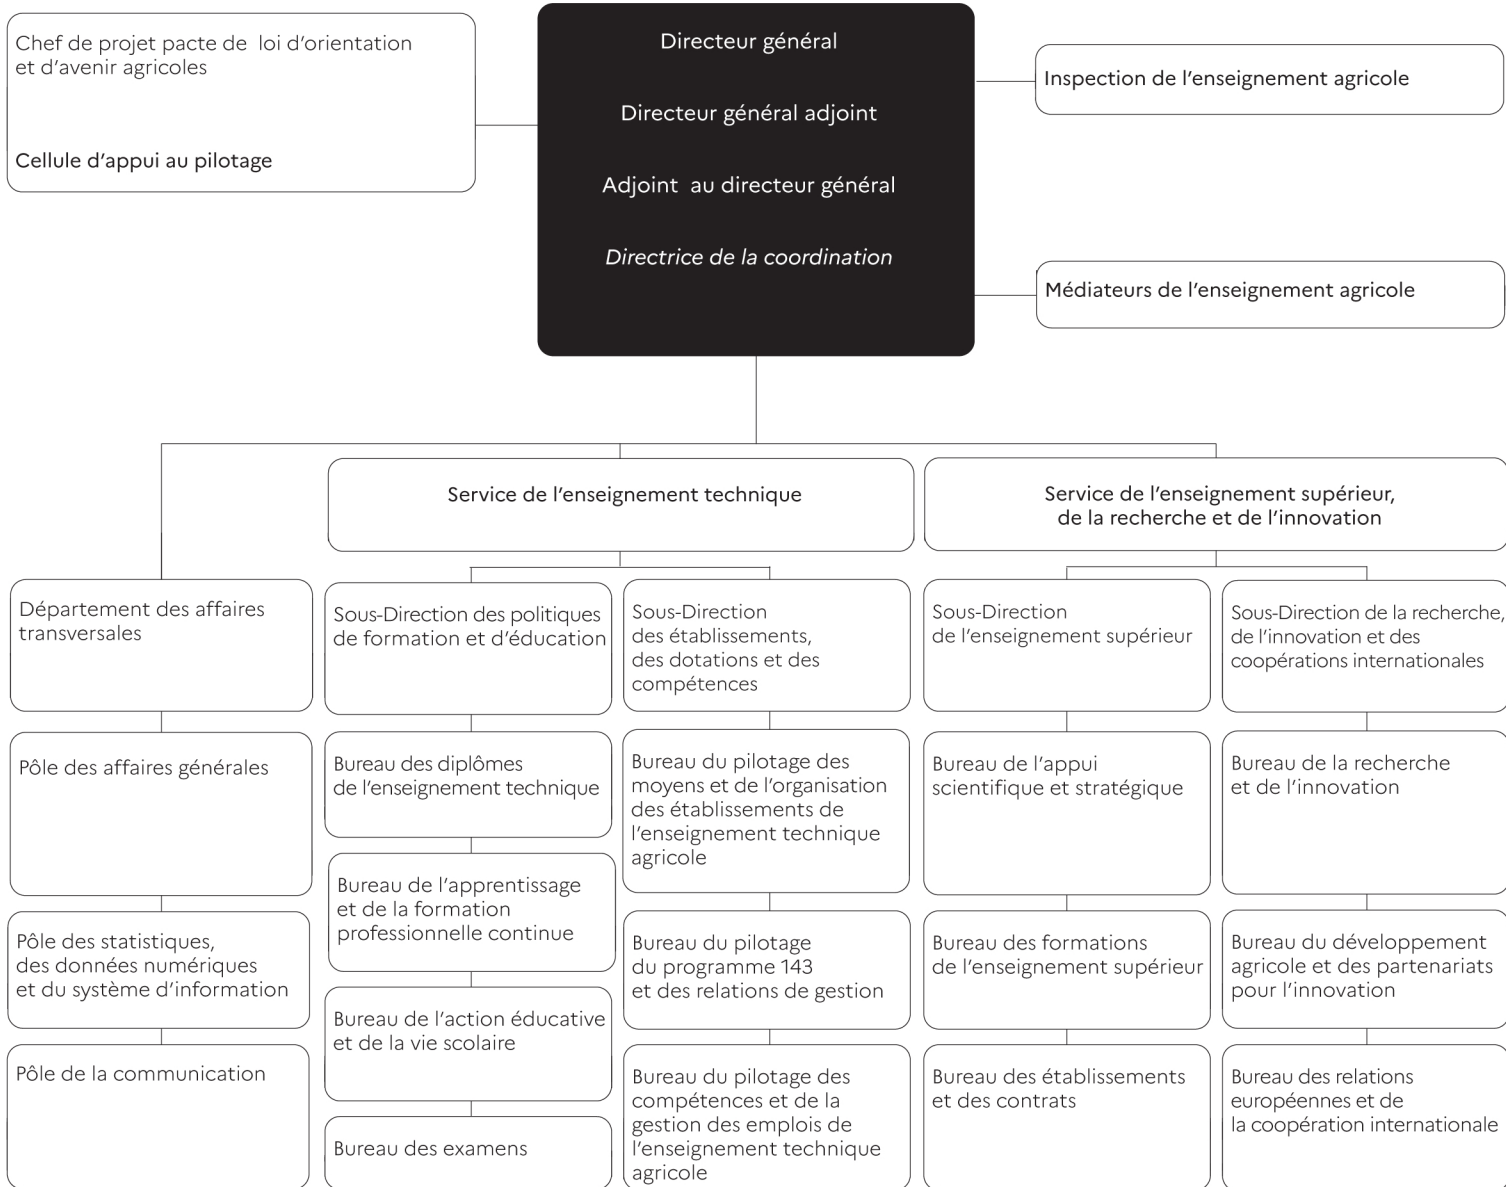 Chef de projet pacte de loi d'orientation
et d'avenir agricoles
Cellule d'appui au pilotage
Directeur général
Directeur général adjoint
Adjoint au directeur général
Directrice de la coordination
Inspection de l'enseignement agricole
Médiateurs de l'enseignement agricole
Service de l'enseignement technique
Service de l'enseignement supérieur,
de la recherche et de l'innovation
Département des affaires
transversales
Pôle des affaires générales
Pôle des statistiques,
des données numériques
et du système d'information
Pôle de la communication
Sous-Direction des politiques
de formation et d'éducation
Bureau des diplômes
de l'enseignement technique
Bureau de l'apprentissage
et de la formation
professionnelle continue
Bureau de l'action éducative
et de la vie scolaire
Bureau des examens
Sous-Direction
des établissements,
des dotations et des
compétences
Bureau du pilotage des
moyens et de l'organisation
des établissements de
l'enseignement technique
agricole
Bureau du pilotage
du programme 143
et des relations de gestion
Bureau du pilotage des
compétences et de la
gestion des emplois de
l'enseignement technique
agricole
Sous-Direction
de l'enseignement supérieur
Bureau de l'appui
scientifique et stratégique
Bureau des formations
de l'enseignement supérieur
Bureau des établissements
et des contrats
Sous-Direction de la recherche,
de l'innovation et des
coopérations internationales
Bureau de la recherche
et de l'innovation
Bureau du développement
agricole et des partenariats
pour l'innovation
Bureau des relations
européennes et de
la coopération internationale